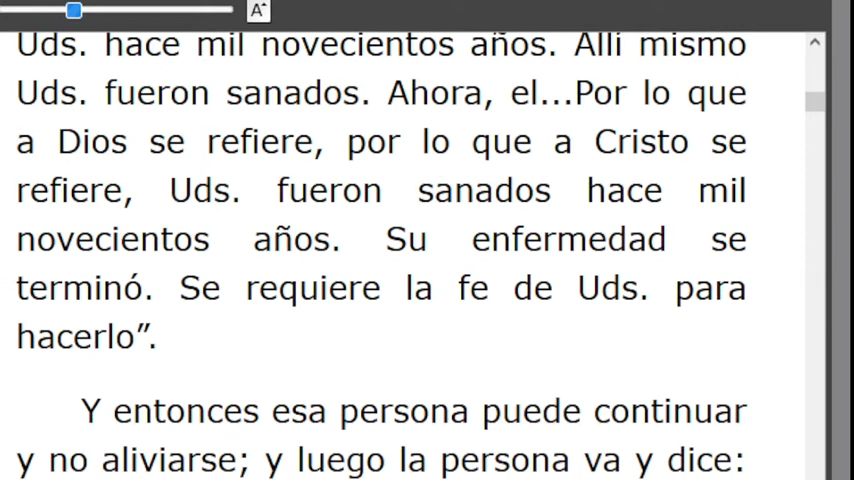 A
Uds. hace mil novecientos años. Allí mismo
Uds. fueron sanados. Ahora, el...Por lo que
a Dios se refiere, por lo que a Cristo se
refiere, Uds. fueron sanados hace mil
novecientos años. Su enfermedad se
terminó. Se requiere la fe de Uds. para
hacerlo”.
Y entonces esa persona puede continuar
y no aliviarse; y luego la persona va y dice: